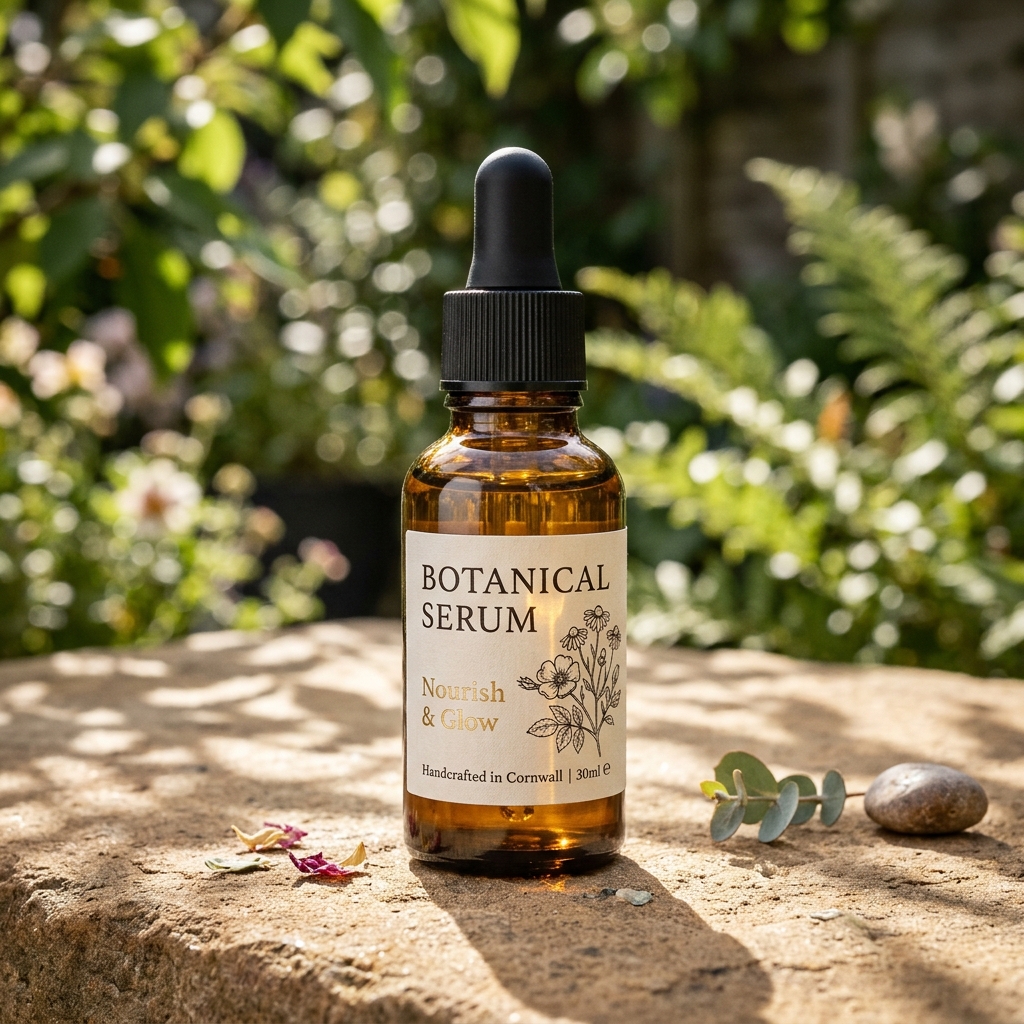 BOTANICAL
SERUM
Nourish
& Glow
Handcrafted in Cornwall | 30ml ℮